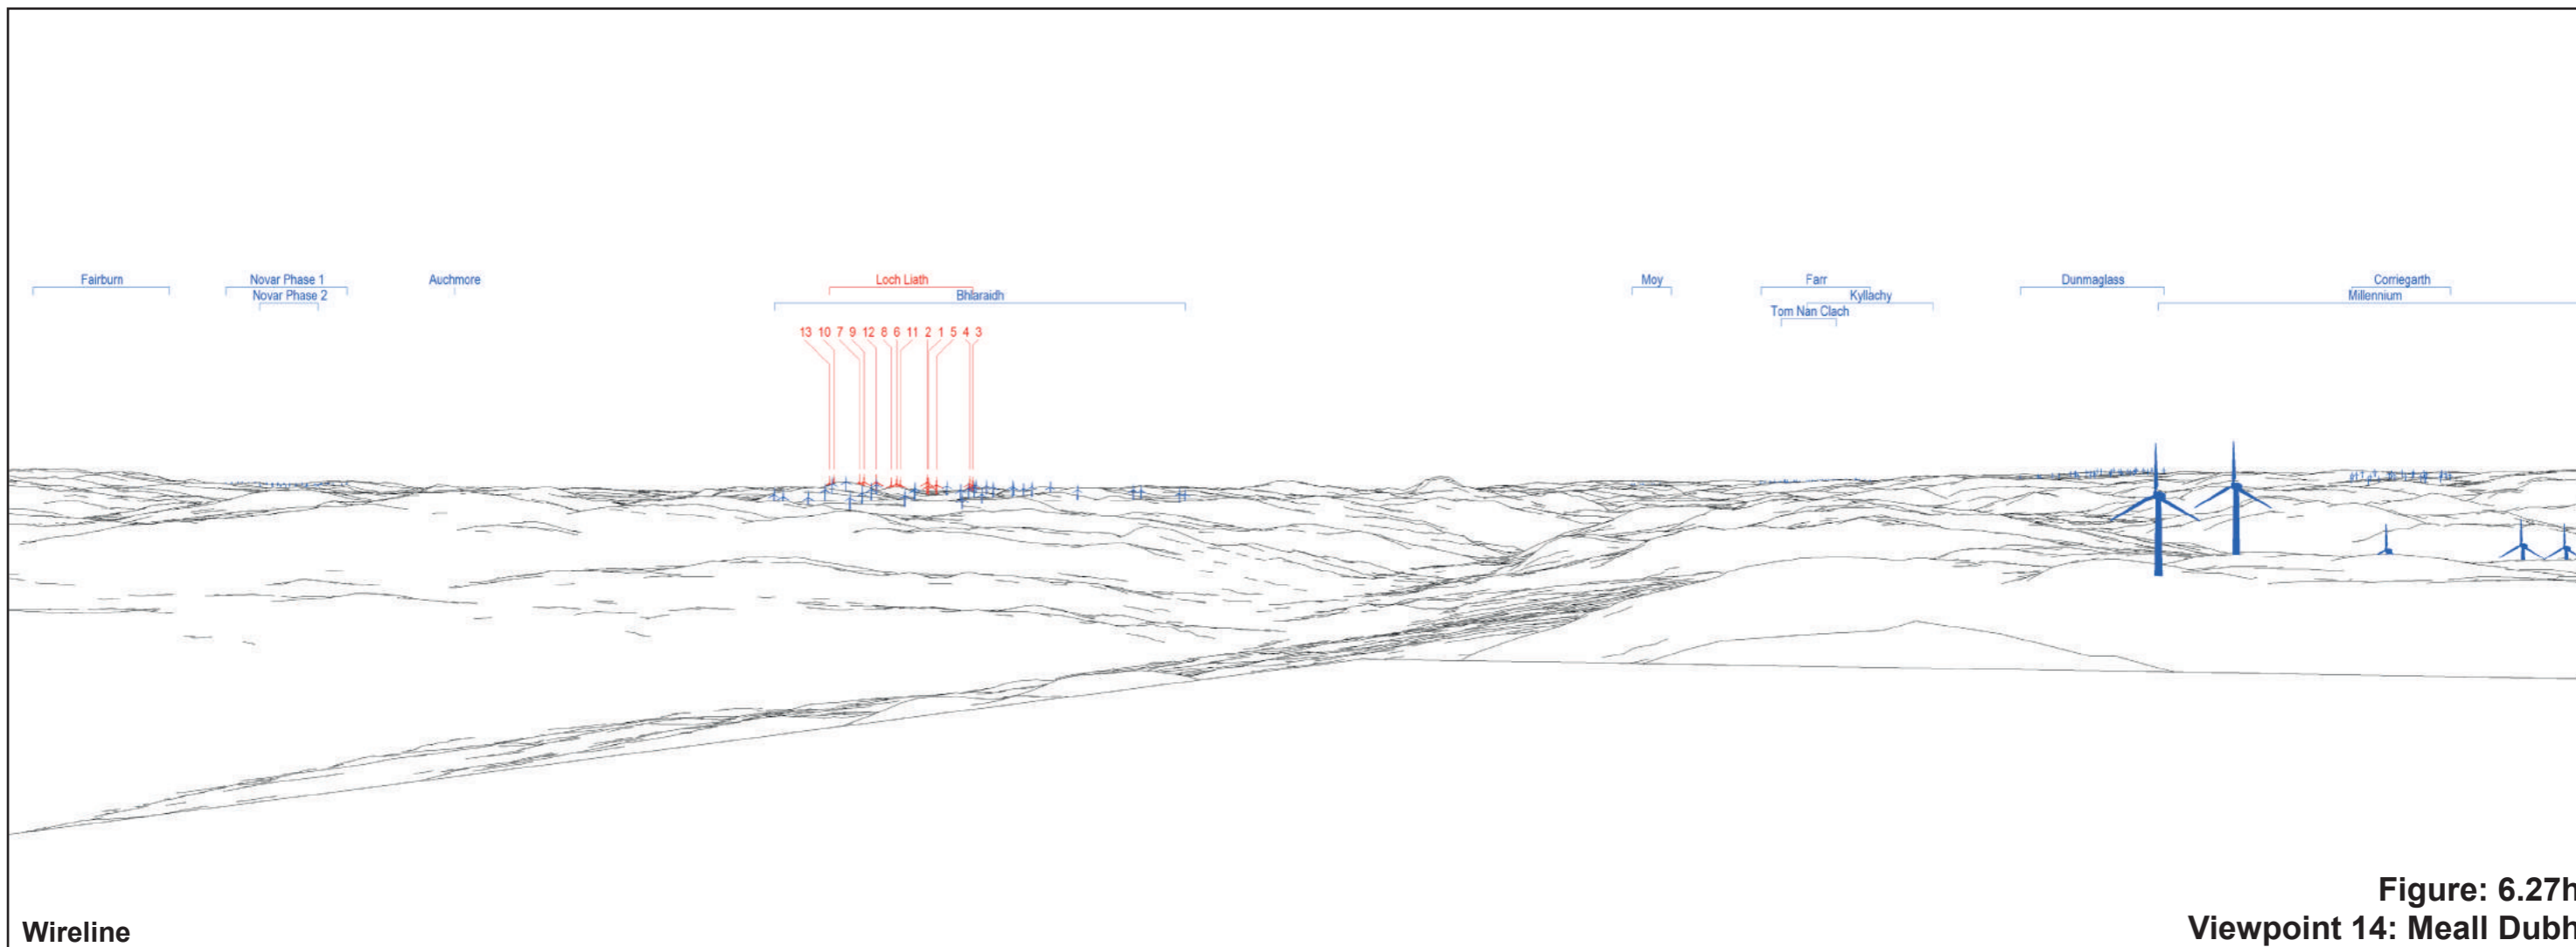 Fairburn
Novar Phase 1
Novar Phase 2
Auchmore
Loch Liath
Bhlaraidh
13 10 7 9 12 8 6 11 2 1 5 4 3
Moy
Farr
Kyllachy
Tom Nan Clach
Dunmaglass
Corriegarth
Millennium
Wireline
Figure: 6.27h
Viewpoint 14: Meall Dubh